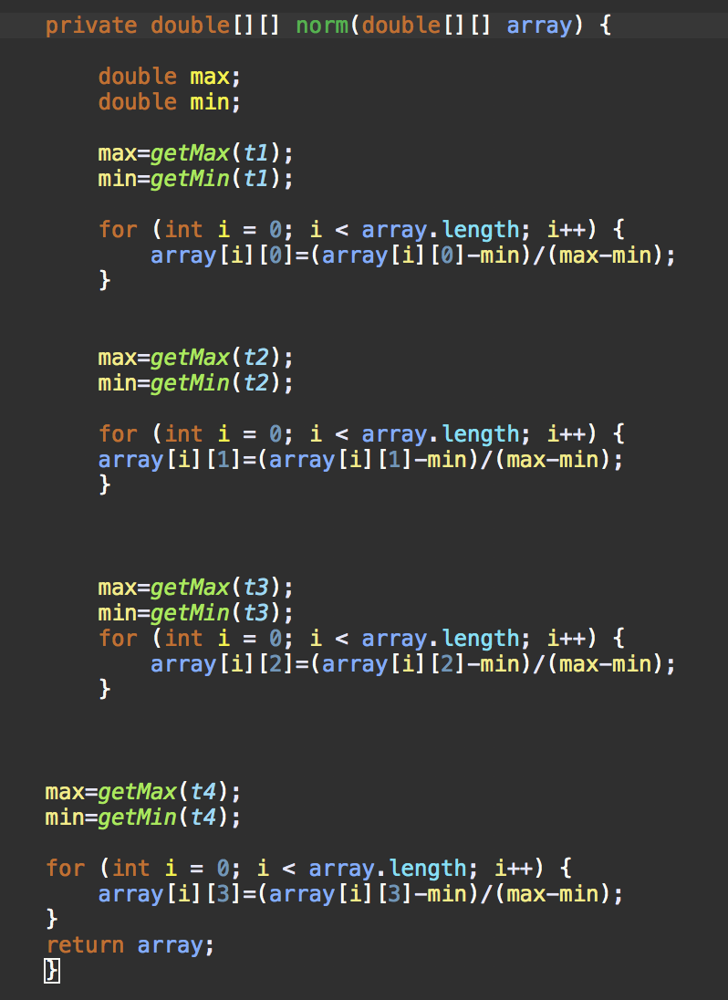 private double[][] norm(double[][] array) {
double max;
double min;
max=getMax(t1);
min=getMin(t1);
for (int i = 0; i < array.length; i++) {
array[i][0]=(array[i][0]-min)/(max-min);
}
max=getMax(t2);
min=getMin(t2);
for (int i = 0; i < array.length; i++) {
array[i][1]=(array[i][1]-min)/(max-min);
}
max=getMax(t3);
min=getMin(t3);
for (int i = 0; i < array.length; i++) {
array[i][2]=(array[i][2]-min)/(max-min);
}
max=getMax(t4);
min=getMin(t4);
for (int i = 0; i < array.length; i++) {
array[i][3]=(array[i][3]-min)/(max-min);
}
return array;
}